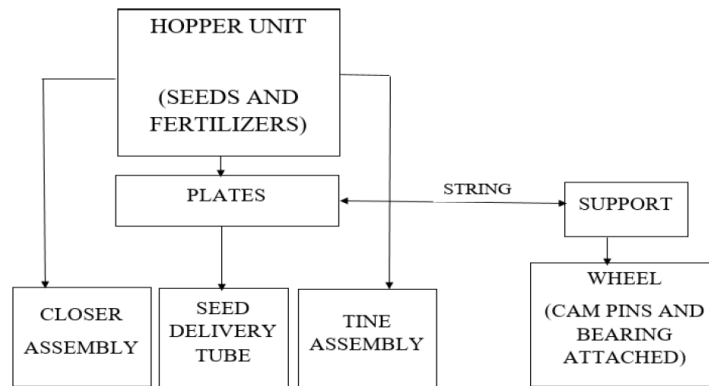 HOPPER UNIT
(SEEDS AND
FERTILIZERS)
PLATES
STRING
SUPPORT
CLOSER
ASSEMBLY
SEED
DELIVERY
TUBE
TINE
ASSEMBLY
WHEEL
(CAM PINS AND
BEARING
ATTACHED)